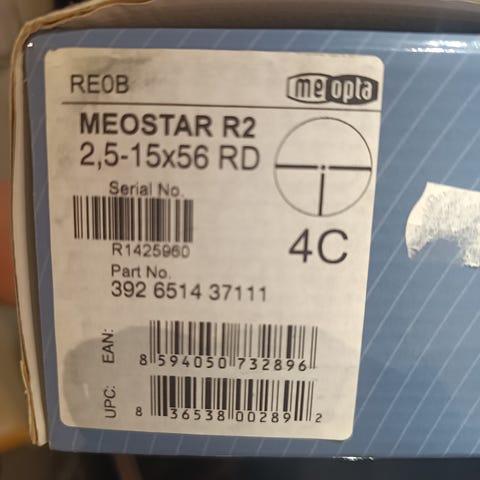 RE0B
meopta
MEOSTAR R2
2,5-15x56 RD
Serial No.
R1425960
4C
Part No.
392 6514 37111
EAN:
8 594050 732896
UPC:
8 36538 00289 2